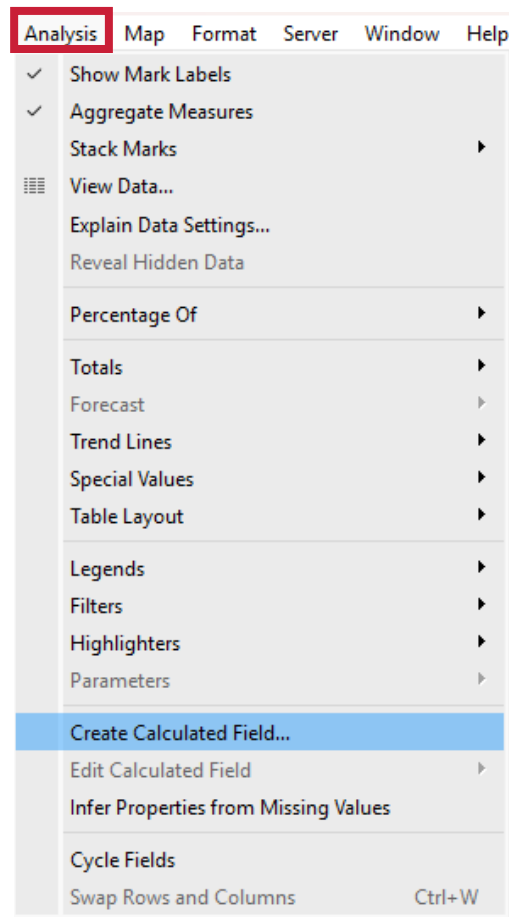 Analysis Map Format Server Window Help
Show Mark Labels
Aggregate Measures
Stack Marks
View Data...
Explain Data Settings...
Reveal Hidden Data
Percentage Of
Totals
Forecast
Trend Lines
Special Values
Table Layout
Legends
Filters
Highlighters
Parameters
Create Calculated Field...
Edit Calculated Field
Infer Properties from Missing Values
Cycle Fields
Swap Rows and Columns Ctrl+W